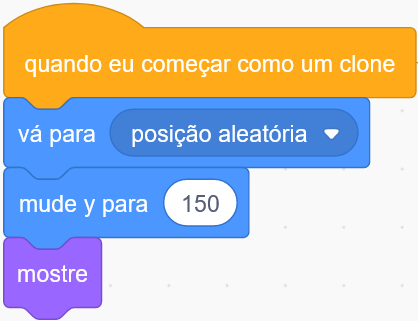 quando eu começar como um clone
vá para posição aleatória
mude y para 150
mostre